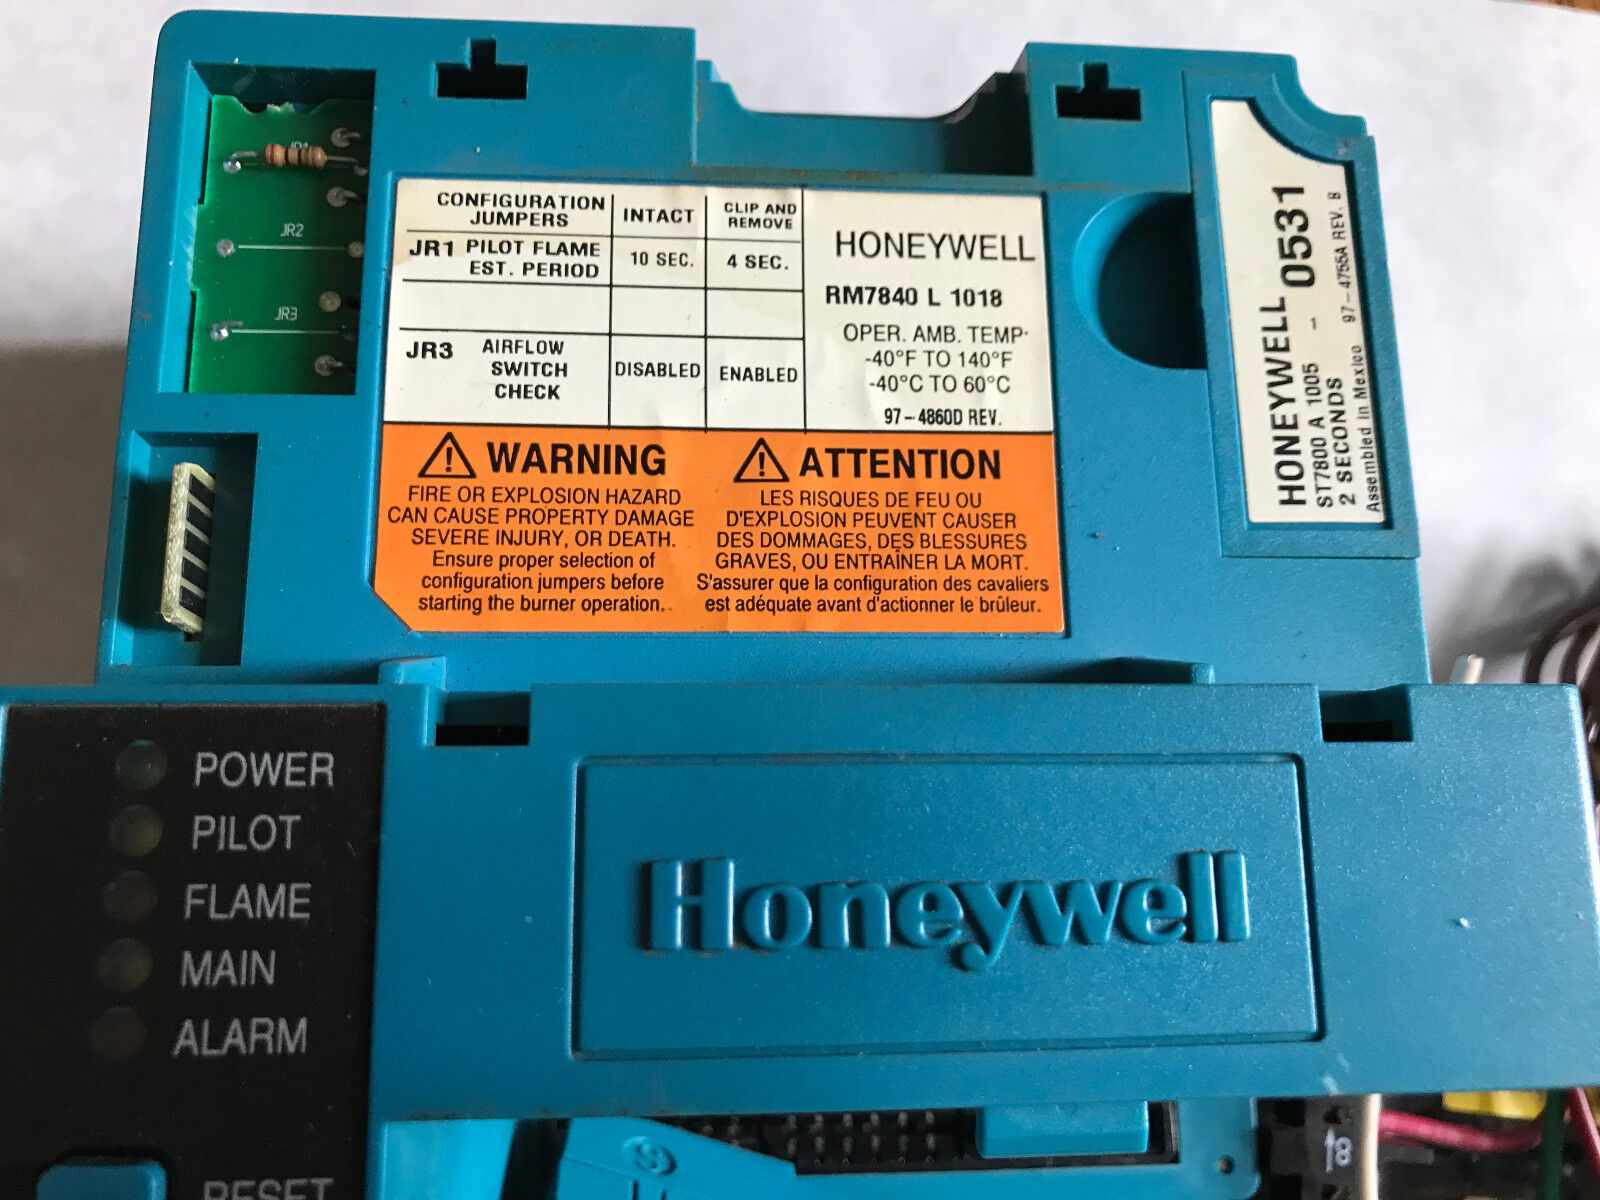 JR1
JR2
JR3
CONFIGURATION JUMPERS
INTACT
CLIP AND REMOVE
JR1 PILOT FLAME EST. PERIOD
10 SEC.
4 SEC.
JR3 AIRFLOW SWITCH CHECK
DISABLED
ENABLED
HONEYWELL
RM7840 L 1018
OPER. AMB. TEMP.
-40°F TO 140°F
-40°C TO 60°C
97-4860D REV.
WARNING
FIRE OR EXPLOSION HAZARD
CAN CAUSE PROPERTY DAMAGE
SEVERE INJURY, OR DEATH.
Ensure proper selection of
configuration jumpers before
starting the burner operation.
ATTENTION
LES RISQUES DE FEU OU
D'EXPLOSION PEUVENT CAUSER
DES DOMMAGES, DES BLESSURES
GRAVES, OU ENTRAÎNER LA MORT.
S'assurer que la configuration des cavaliers
est adéquate avant d'actionner le brûleur.
HONEYWELL 0531
ST7800 A 1005 -
2 SECONDS 97-4755A REV. B
Assembled in Mexico
POWER
PILOT
FLAME
MAIN
ALARM
RESET
Honeywell
9
8